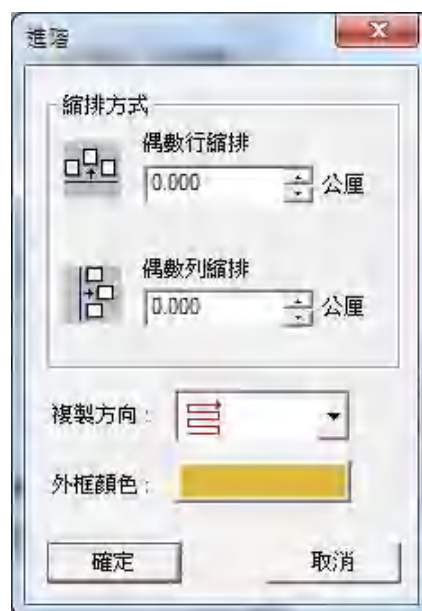 進階
縮排方式
偶數行縮排
0.000 公厘
偶數列縮排
0.000 公厘
複製方向：
外框顏色：
確定 取消